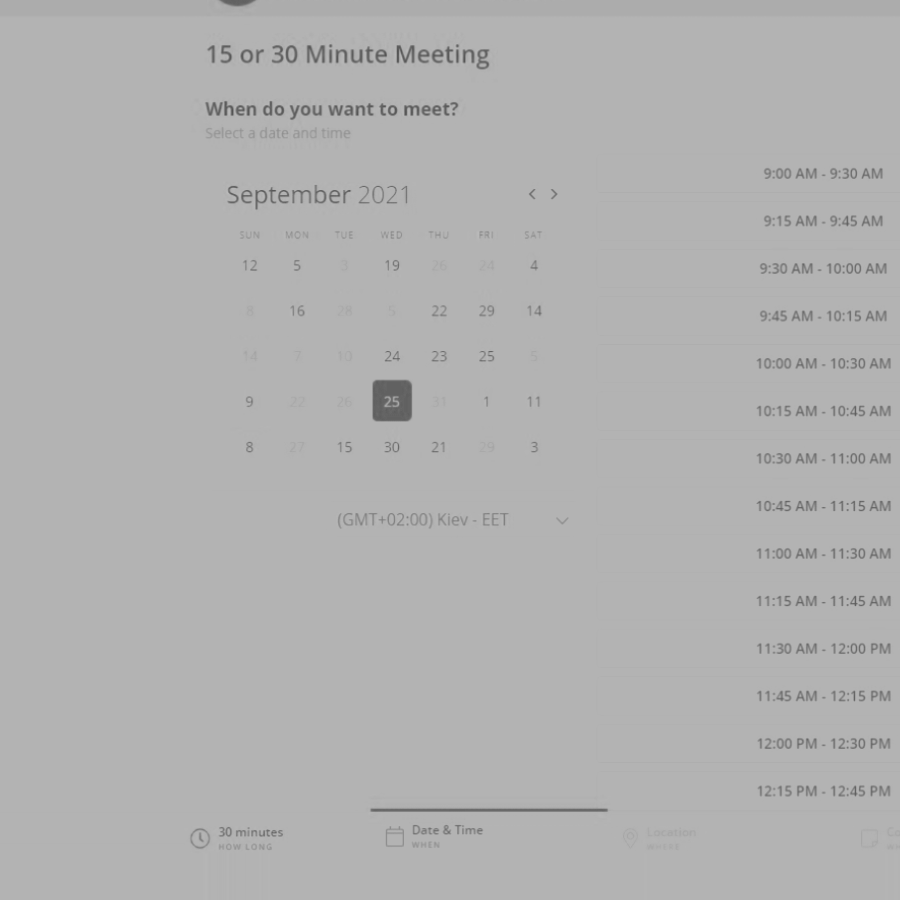 15 or 30 Minute Meeting
When do you want to meet?
Select a date and time
September 2021
SUN MON TUE WED THU FRI SAT
12 5 3 19 26 24 4
8 16 28 5 22 29 14
14 7 10 24 23 25 5
9 22 26 25 31 1 11
8 27 15 30 21 29 3
(GMT+02:00) Kiev - EET
9:00 AM - 9:30 AM
9:15 AM - 9:45 AM
9:30 AM - 10:00 AM
9:45 AM - 10:15 AM
10:00 AM - 10:30 AM
10:15 AM - 10:45 AM
10:30 AM - 11:00 AM
10:45 AM - 11:15 AM
11:00 AM - 11:30 AM
11:15 AM - 11:45 AM
11:30 AM - 12:00 PM
11:45 AM - 12:15 PM
12:00 PM - 12:30 PM
12:15 PM - 12:45 PM
30 minutes
HOW LONG
Date & Time
WHEN
Location
WHERE